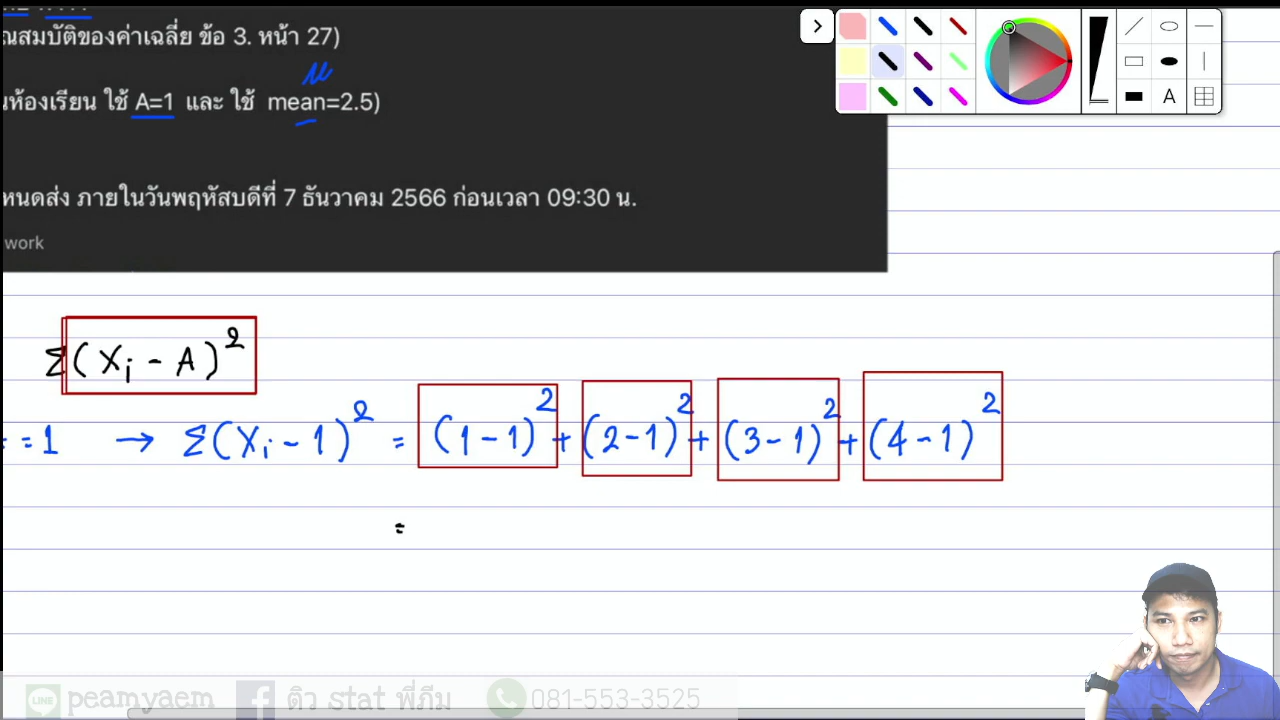 ณสมบัติของค่าเฉลี่ย ข้อ 3. หน้า 27)
μ
นห้องเรียน ใช้ A=1 และ ใช้ mean=2.5)
หนดส่ง ภายในวันพฤหัสบดีที่ 7 ธันวาคม 2566 ก่อนเวลา 09:30 น.
work
A
Σ(Xi - A)²
= 1 → Σ(Xi - 1)² = (1-1)² + (2-1)² + (3-1)² + (4-1)²
=
LINE peamyaem f ติว stat พี่ภีม 081-553-3525